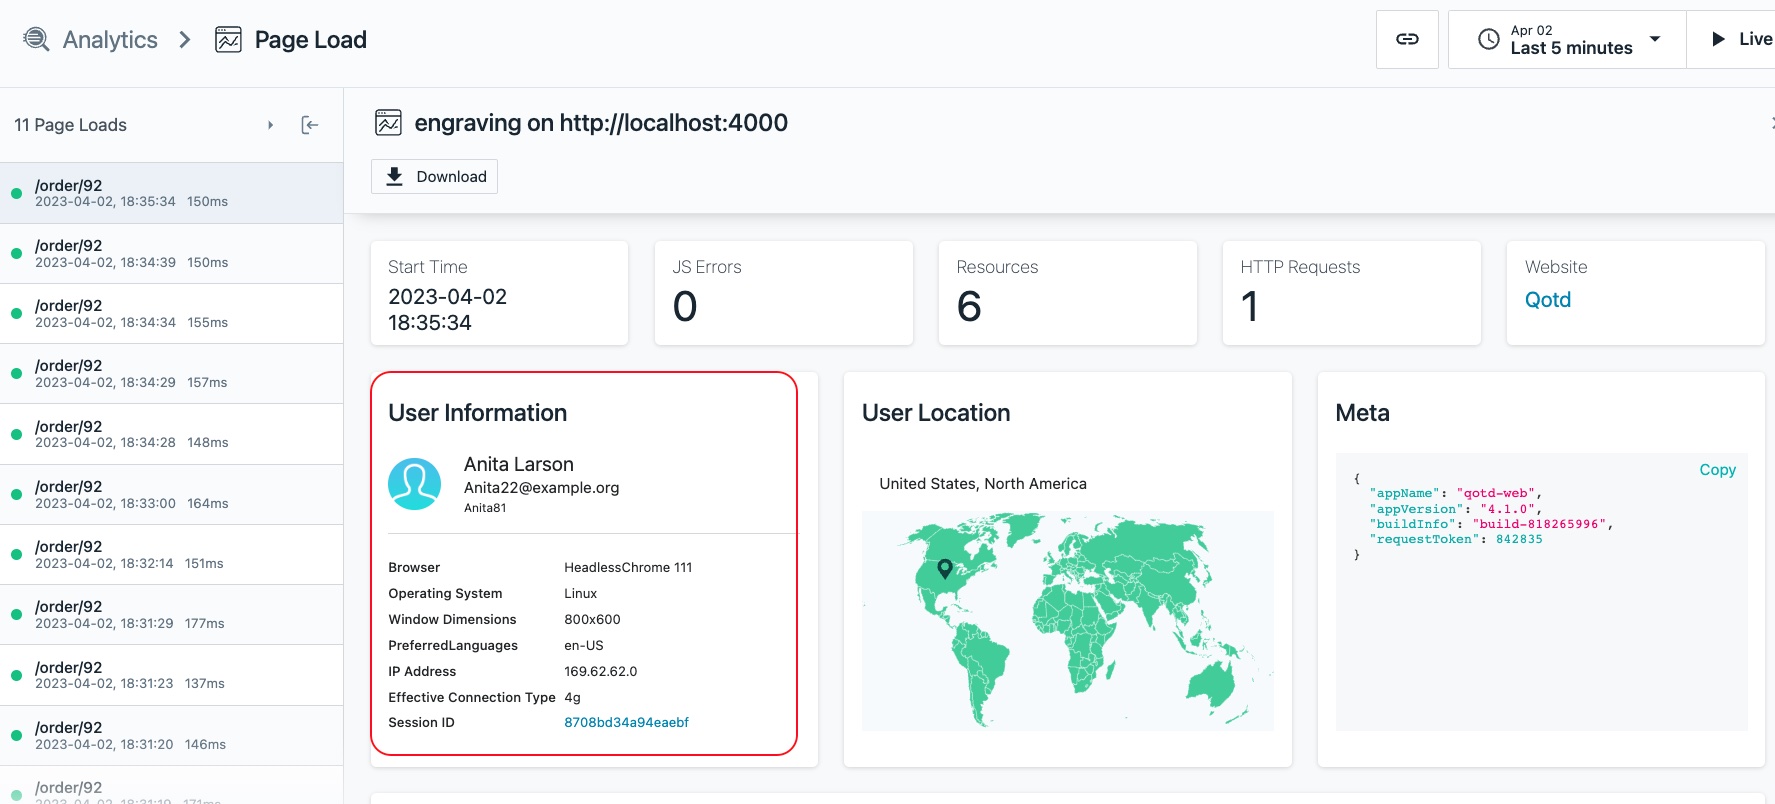 Analytics > Page Load
Apr 02
Last 5 minutes
Live
11 Page Loads
/order/92
2023-04-02, 18:35:34 150ms
/order/92
2023-04-02, 18:34:39 150ms
/order/92
2023-04-02, 18:34:34 155ms
/order/92
2023-04-02, 18:34:29 157ms
/order/92
2023-04-02, 18:34:28 148ms
/order/92
2023-04-02, 18:33:00 164ms
/order/92
2023-04-02, 18:32:14 151ms
/order/92
2023-04-02, 18:31:29 177ms
/order/92
2023-04-02, 18:31:23 137ms
/order/92
2023-04-02, 18:31:20 146ms
/order/92
2023-04-02, 18:31:19 171ms
engraving on http://localhost:4000
Download
Start Time
2023-04-02
18:35:34
JS Errors
0
Resources
6
HTTP Requests
1
Website
Qotd
User Information
Anita Larson
Anita22@example.org
Anita81
Browser HeadlessChrome 111
Operating System Linux
Window Dimensions 800x600
PreferredLanguages en-US
IP Address 169.62.62.0
Effective Connection Type 4g
Session ID 8708bd34a94eaebf
User Location
United States, North America
Meta
Copy
{
"appName": "qotd-web",
"appVersion": "4.1.0",
"buildInfo": "build-818265996",
"requestToken": 842835
}